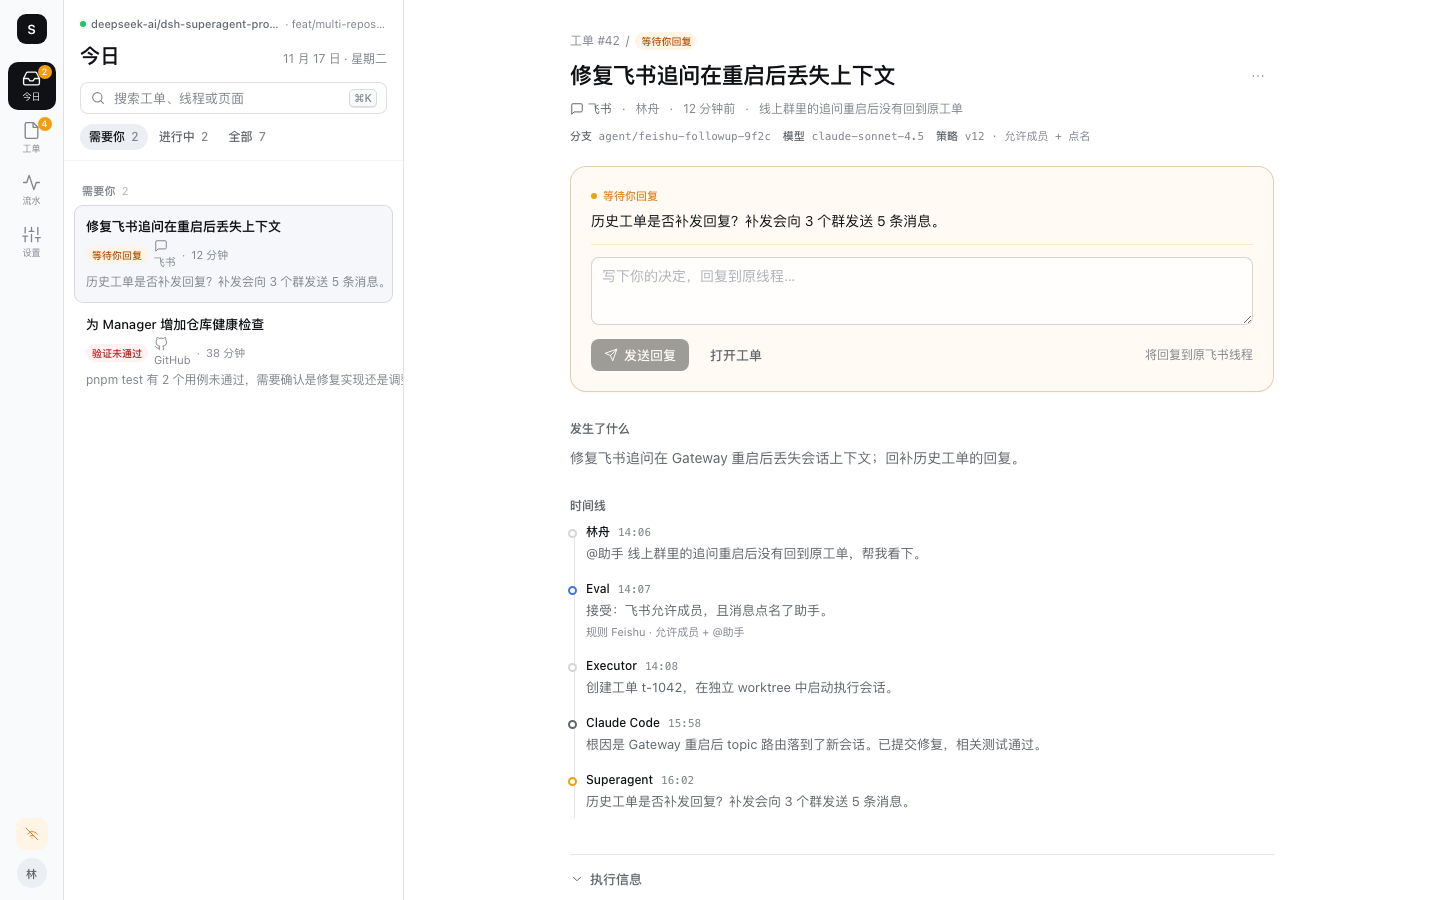 S
2
今日
4
工单
流水
设置
林
deepseek-ai/dsh-superagent-pro... · feat/multi-repos...
今日 11 月 17 日 · 星期二
搜索工单、线程或页面 ⌘K
需要你 2 进行中 2 全部 7
需要你 2
修复飞书追问在重启后丢失上下文
等待你回复 飞书 · 12 分钟
历史工单是否补发回复？补发会向 3 个群发送 5 条消息。
为 Manager 增加仓库健康检查
验证未通过 GitHub · 38 分钟
pnpm test 有 2 个用例未通过，需要确认是修复实现还是调
工单 #42 / 等待你回复
修复飞书追问在重启后丢失上下文 ...
飞书 · 林舟 · 12 分钟前 · 线上群里的追问重启后没有回到原工单
分支 agent/feishu-followup-9f2c 模型 claude-sonnet-4.5 策略 v12 · 允许成员 + 点名
等待你回复
历史工单是否补发回复？补发会向 3 个群发送 5 条消息。
写下你的决定，回复到原线程...
发送回复 打开工单 将回复到原飞书线程
发生了什么
修复飞书追问在 Gateway 重启后丢失会话上下文；回补历史工单的回复。
时间线
林舟 14:06
@助手 线上群里的追问重启后没有回到原工单，帮我看下。
Eval 14:07
接受：飞书允许成员，且消息点名了助手。
规则 Feishu · 允许成员 + @助手
Executor 14:08
创建工单 t-1042，在独立 worktree 中启动执行会话。
Claude Code 15:58
根因是 Gateway 重启后 topic 路由落到了新会话。已提交修复，相关测试通过。
Superagent 16:02
历史工单是否补发回复？补发会向 3 个群发送 5 条消息。
执行信息